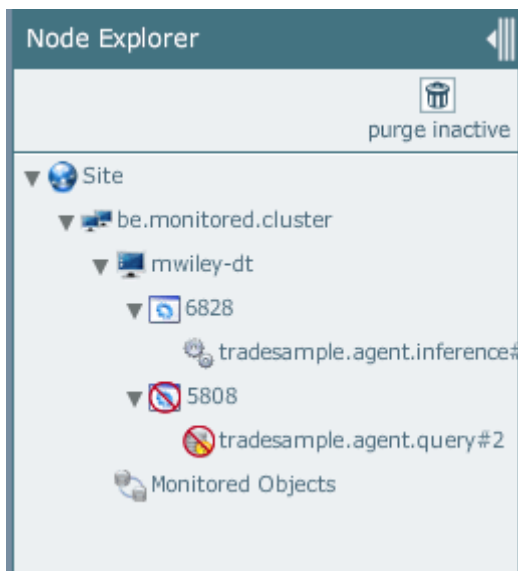 Node Explorer
purge inactive
Site
be.monitored.cluster
mwiley-dt
6828
tradesample.agent.inference#
5808
tradesample.agent.query#2
Monitored Objects